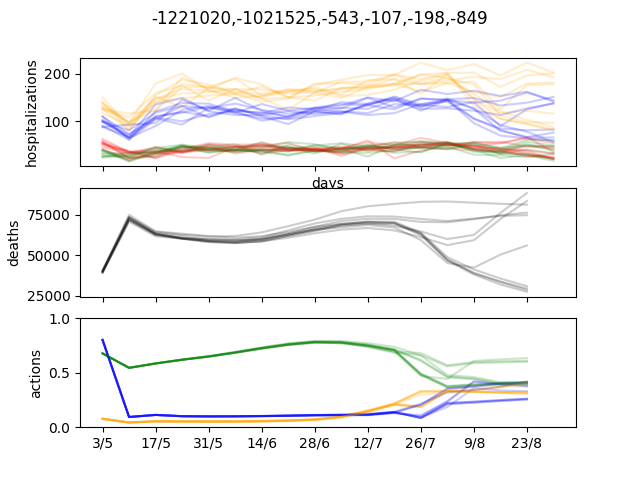 -1221020,-1021525,-543,-107,-198,-849
200
100
hospitalizations
days
75000
50000
25000
deaths
1.0
0.5
0.0
actions
3/5 17/5 31/5 14/6 28/6 12/7 26/7 9/8 23/8